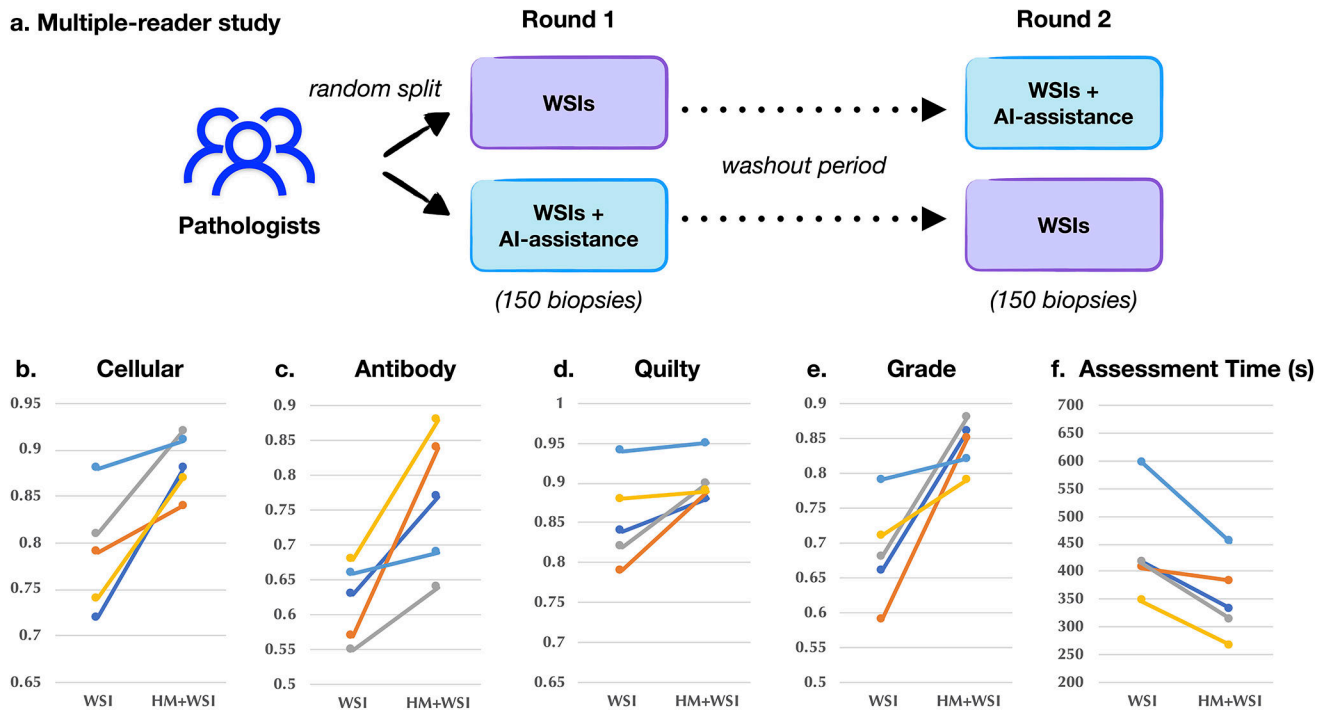 a. Multiple-reader study
Round 1
Round 2
random split
WSIs
WSIs +
AI-assistance
washout period
Pathologists
WSIs +
AI-assistance
WSIs
(150 biopsies)
(150 biopsies)
b. Cellular
0.95
0.9
0.85
0.8
0.75
0.7
0.65
WSI HM+WSI
c. Antibody
0.9
0.85
0.8
0.75
0.7
0.65
0.6
0.55
0.5
WSI HM+WSI
d. Quilty
1
0.95
0.9
0.85
0.8
0.75
0.7
0.65
WSI HM+WSI
e. Grade
0.9
0.85
0.8
0.75
0.7
0.65
0.6
0.55
0.5
WSI HM+WSI
f. Assessment Time (s)
700
650
600
550
500
450
400
350
300
250
200
WSI HM+WSI